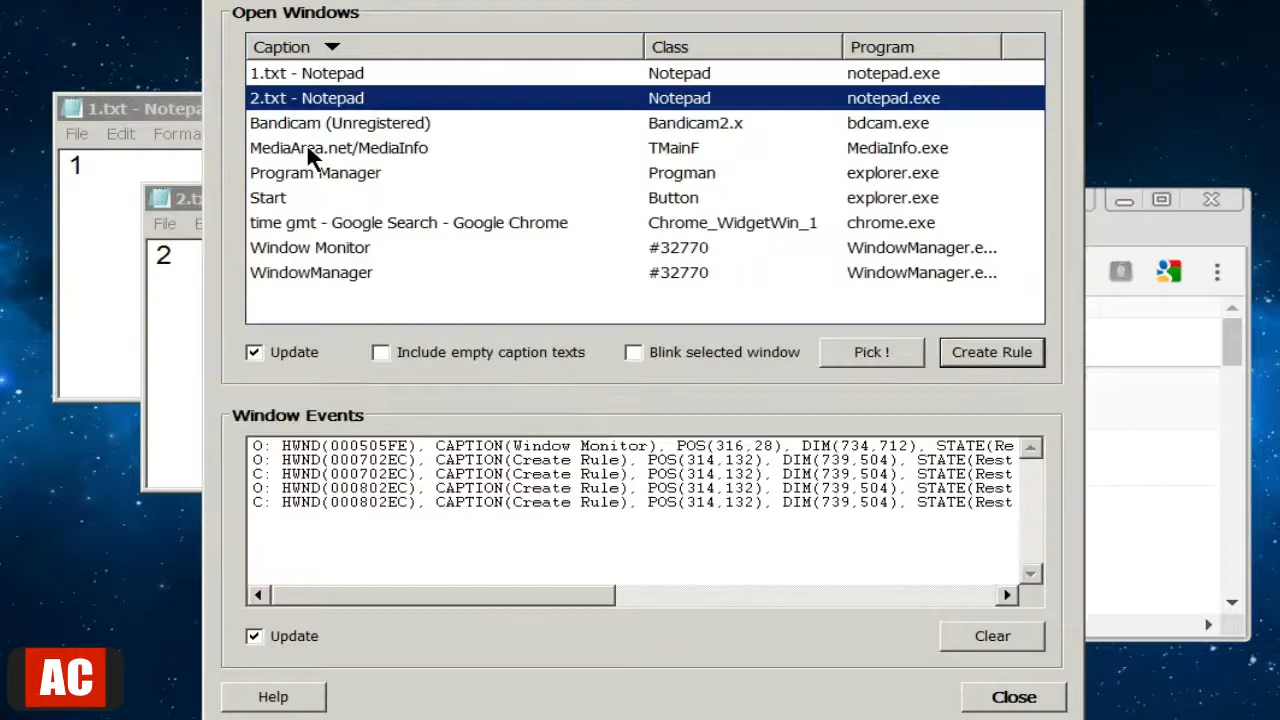 Open Windows
Caption Class Program
1.txt - Notepad Notepad notepad.exe
2.txt - Notepad Notepad notepad.exe
Bandicam (Unregistered) Bandicam2.x bdcam.exe
MediaArea.net/MediaInfo TMainF MediaInfo.exe
Program Manager Progman explorer.exe
Start Button explorer.exe
time gmt - Google Search - Google Chrome Chrome_WidgetWin_1 chrome.exe
Window Monitor #32770 WindowManager.e...
WindowManager #32770 WindowManager.e...
Update Include empty caption texts Blink selected window Pick ! Create Rule
Window Events
O: HWND(000505FE), CAPTION(Window Monitor), POS(316,28), DIM(734,712), STATE(Re
O: HWND(000702EC), CAPTION(Create Rule), POS(314,132), DIM(739,504), STATE(Rest
C: HWND(000702EC), CAPTION(Create Rule), POS(314,132), DIM(739,504), STATE(Rest
O: HWND(000802EC), CAPTION(Create Rule), POS(314,132), DIM(739,504), STATE(Rest
C: HWND(000802EC), CAPTION(Create Rule), POS(314,132), DIM(739,504), STATE(Rest
Update Clear
Help Close
1.txt - Notepa
File Edit Forma
1
2.t
File E
2
AC